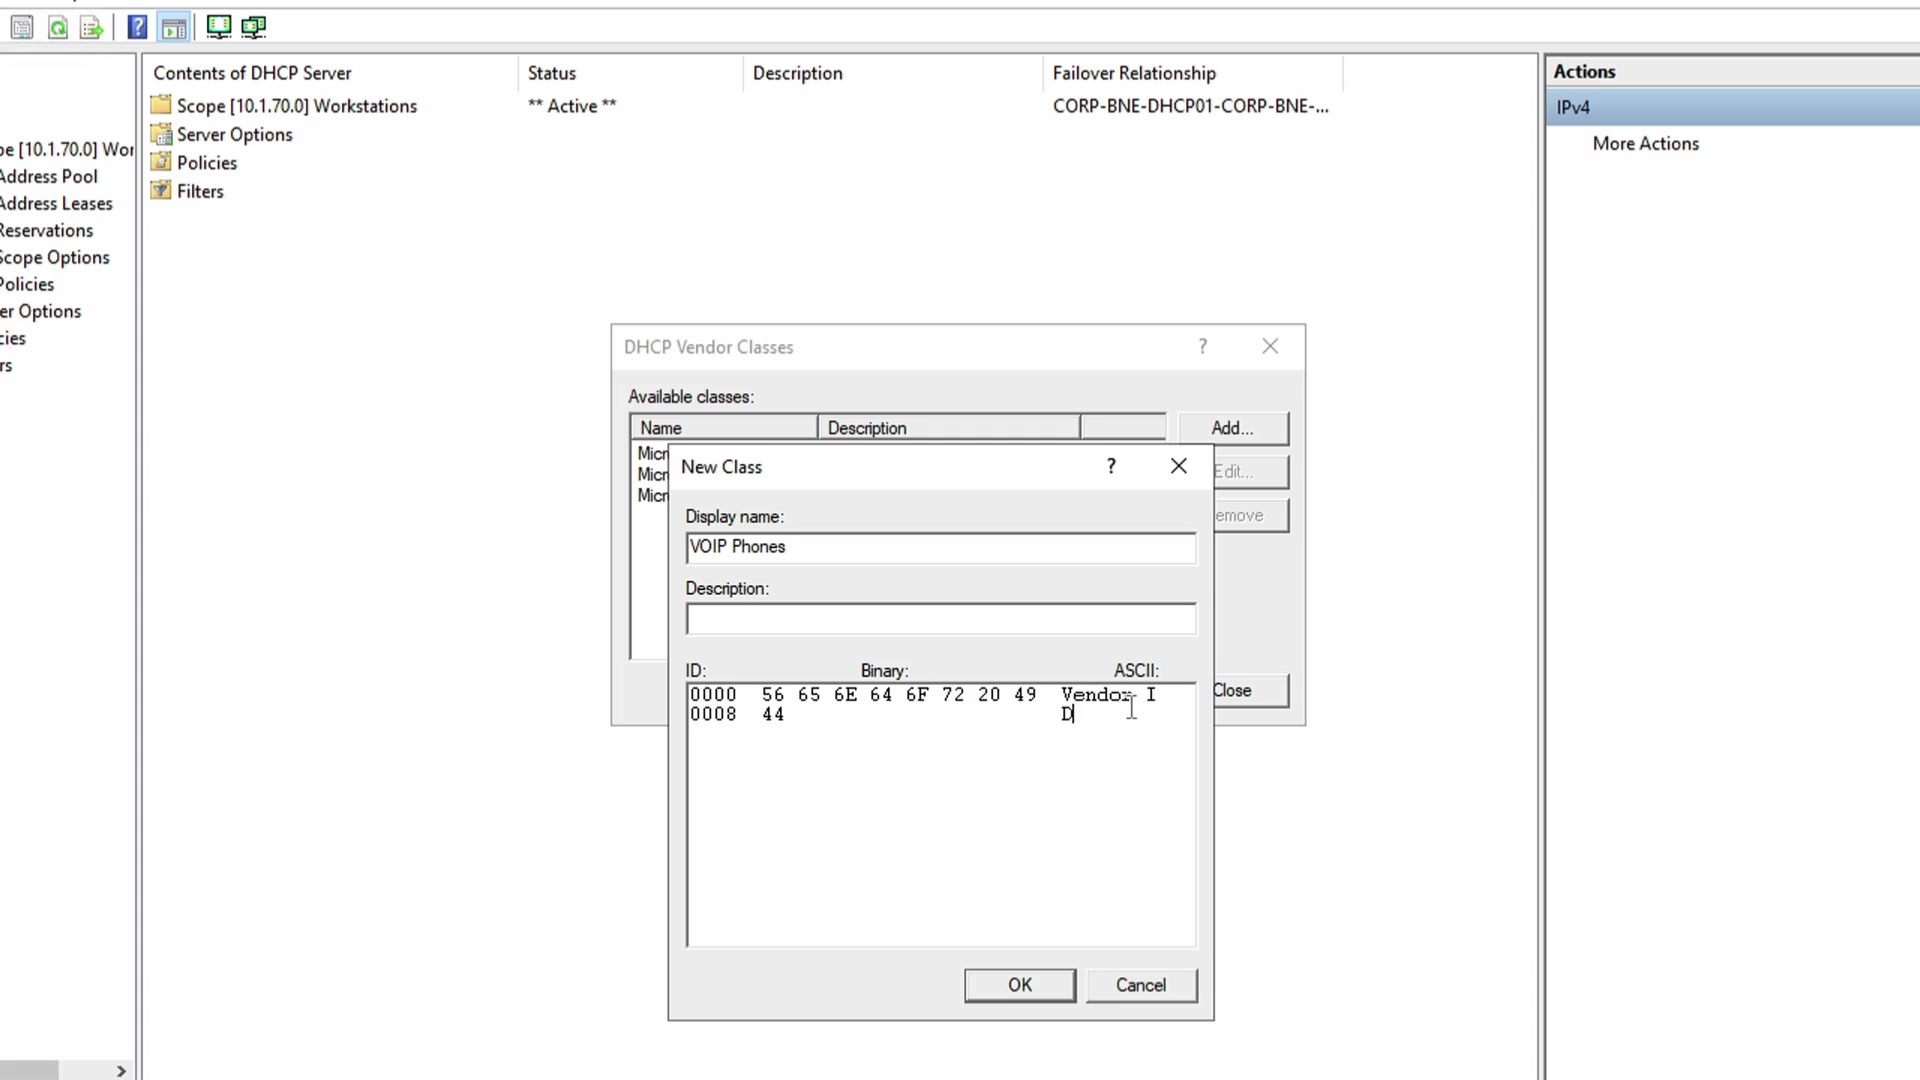 Contents of DHCP Server Status Description Failover Relationship
Scope [10.1.70.0] Workstations ** Active ** CORP-BNE-DHCP01-CORP-BNE-...
Server Options
Policies
Filters
pe [10.1.70.0] Wor
Address Pool
Address Leases
Reservations
Scope Options
Policies
er Options
cies
rs
Actions
IPv4
More Actions
DHCP Vendor Classes ?
Available classes:
Name Description
Micr
Micr
Micr
Add...
Edit...
emove
Close
New Class ?
Display name:
VOIP Phones
Description:
ID: Binary: ASCII:
0000 56 65 6E 64 6F 72 20 49 Vendor I
0008 44 D
OK Cancel